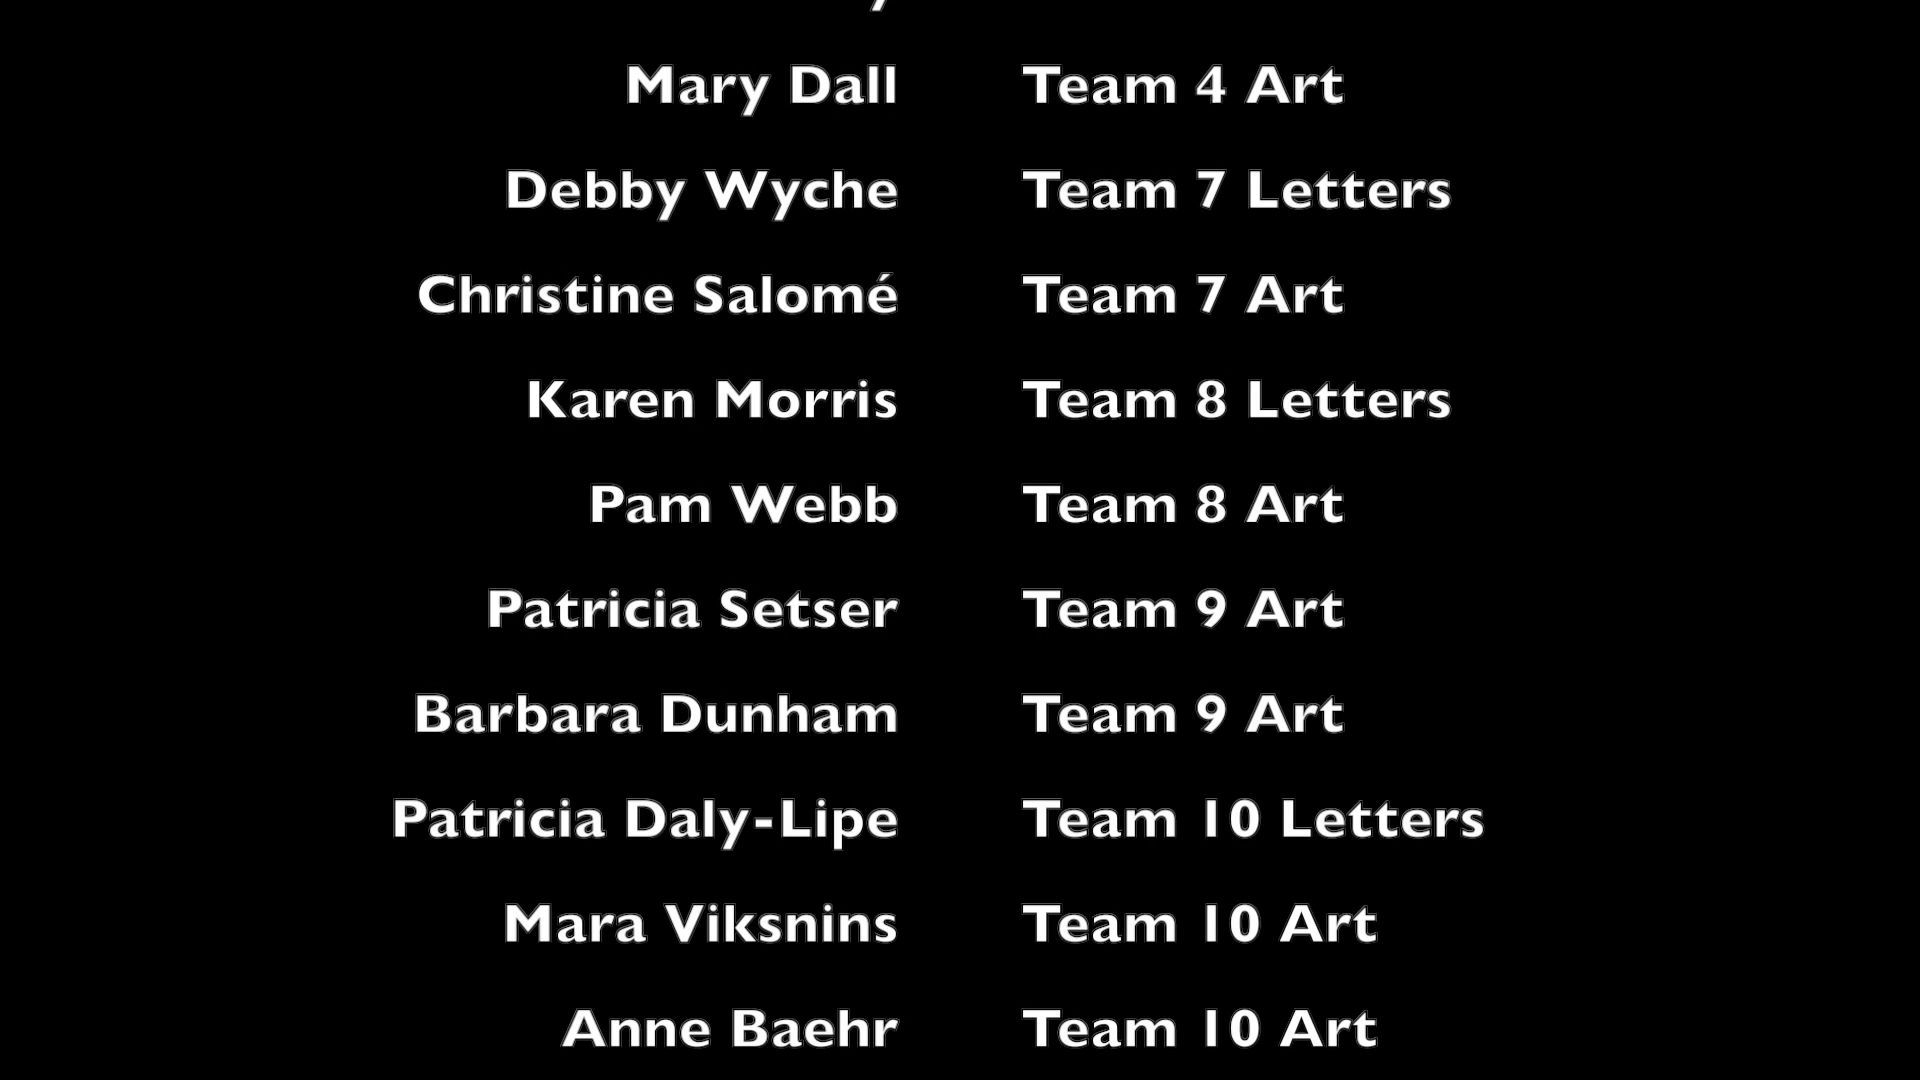 Mary Dall Team 4 Art
Debby Wyche Team 7 Letters
Christine Salomé Team 7 Art
Karen Morris Team 8 Letters
Pam Webb Team 8 Art
Patricia Setser Team 9 Art
Barbara Dunham Team 9 Art
Patricia Daly-Lipe Team 10 Letters
Mara Viksnins Team 10 Art
Anne Baehr Team 10 Art